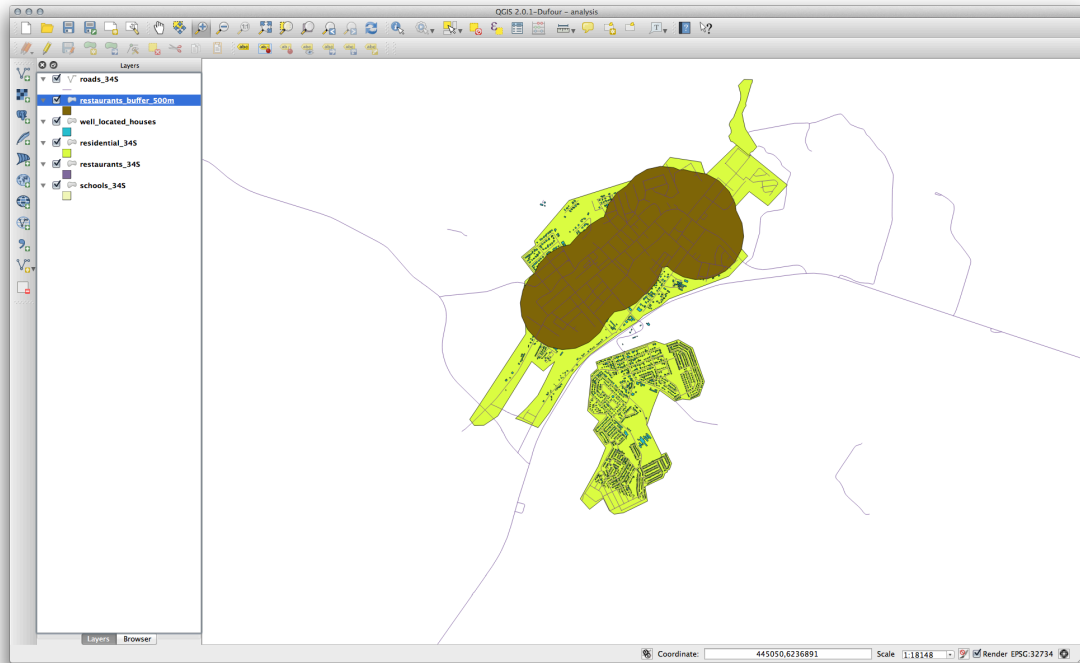 QGIS 2.0.1-Dufour - analysis
Layers
roads_34S
restaurants_buffer_500m
well_located_houses
residential_34S
restaurants_34S
schools_34S
Layers Browser
Coordinate: 445050,6236891 Scale 1:18148 Render EPSG:32734